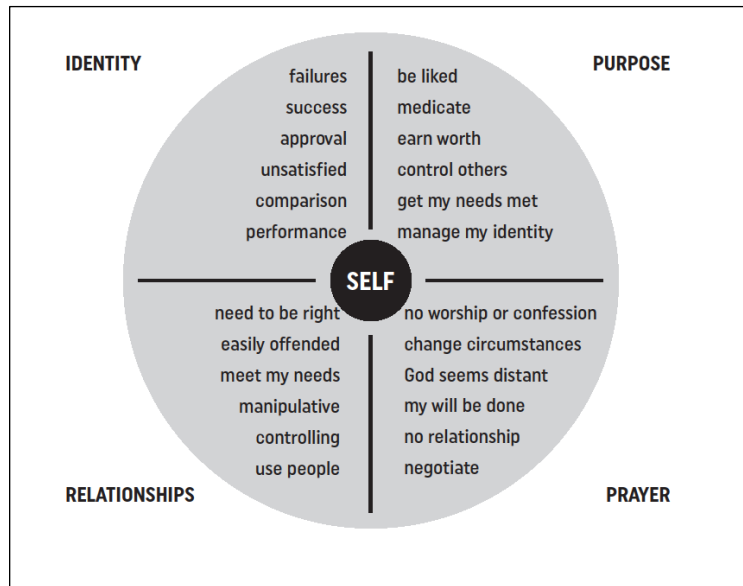 IDENTITY
failures
success
approval
unsatisfied
comparison
performance
PURPOSE
be liked
medicate
earn worth
control others
get my needs met
manage my identity
SELF
RELATIONSHIPS
need to be right
easily offended
meet my needs
manipulative
controlling
use people
PRAYER
no worship or confession
change circumstances
God seems distant
my will be done
no relationship
negotiate